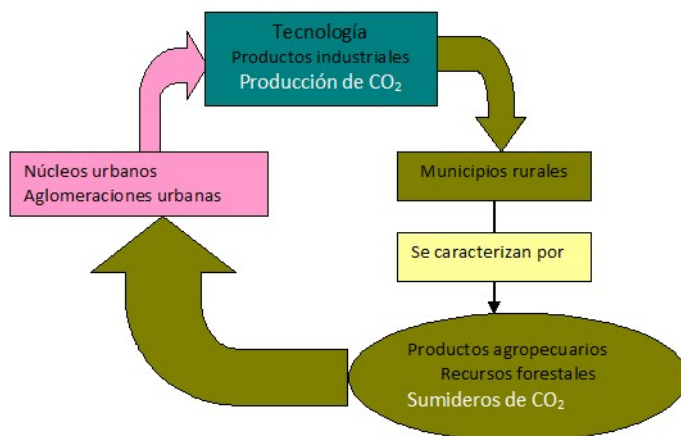 Tecnología
Productos industriales
Producción de CO₂
Núcleos urbanos
Aglomeraciones urbanas
Municipios rurales
Se caracterizan por
Productos agropecuarios
Recursos forestales
Sumideros de CO₂